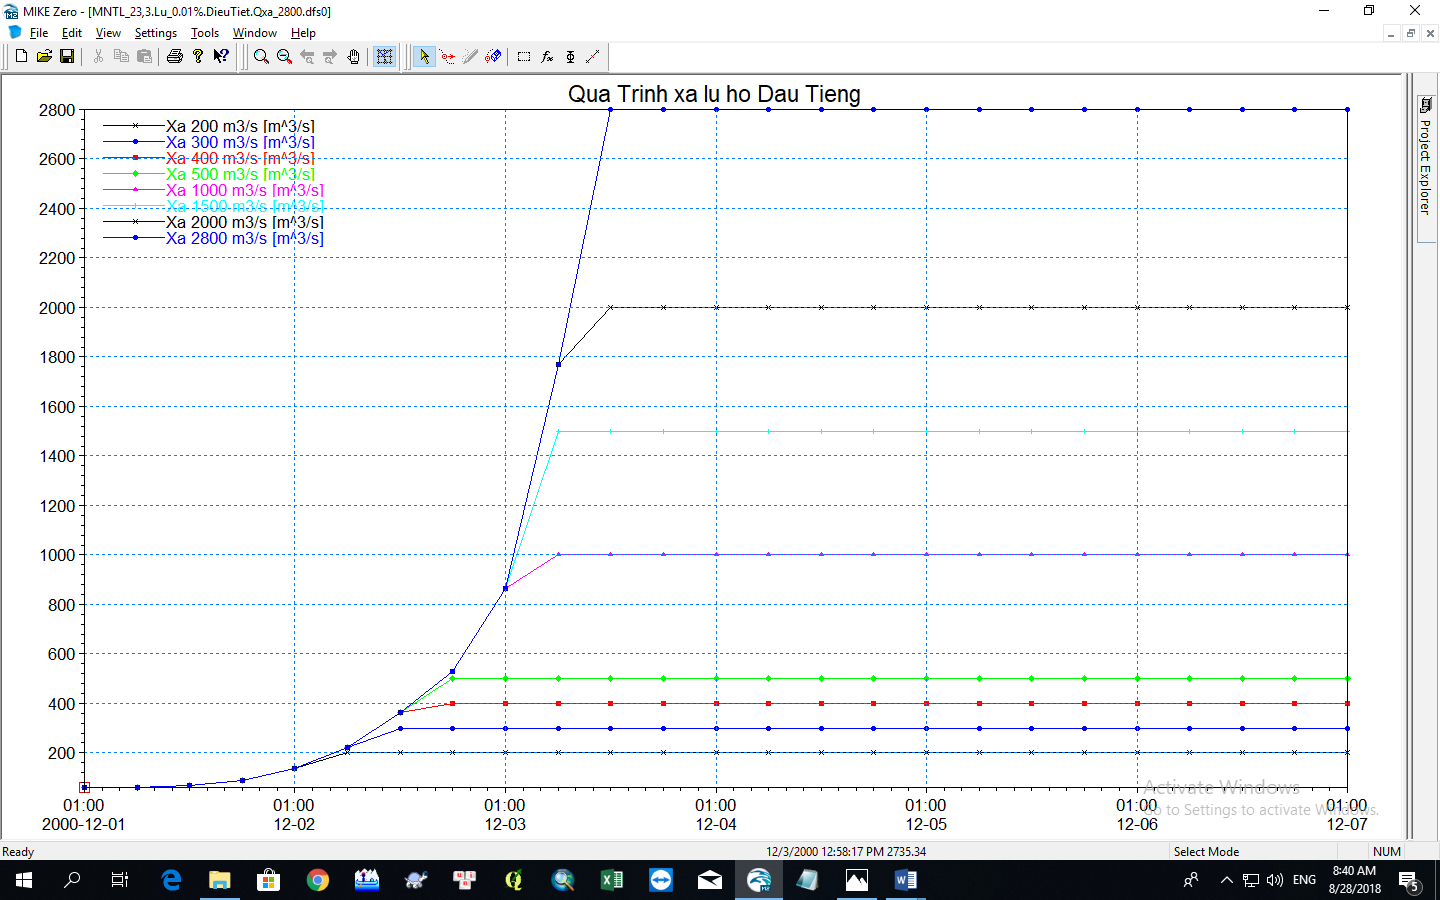 MIKE Zero - [MNTL_23,3.Lu_0.01%.DieuTiet.Qxa_2800.dfs0]
File Edit View Settings Tools Window Help
Qua Trinh xa lu ho Dau Tieng
2800
2600
2400
2200
2000
1800
1600
1400
1200
1000
800
600
400
200
Xa 200 m3/s [m^3/s]
Xa 300 m3/s [m^3/s]
Xa 400 m3/s [m^3/s]
Xa 500 m3/s [m^3/s]
Xa 1000 m3/s [m^3/s]
Xa 1500 m3/s [m^3/s]
Xa 2000 m3/s [m^3/s]
Xa 2800 m3/s [m^3/s]
Project Explorer
01:00 01:00 01:00 01:00 01:00 01:00 01:00
2000-12-01 12-02 12-03 12-04 12-05 12-06 12-07
Activate Windows
Go to Settings to activate Windows.
Ready 12/3/2000 12:58:17 PM 2735.34 Select Mode NUM
ENG 8:40 AM
8/28/2018
5